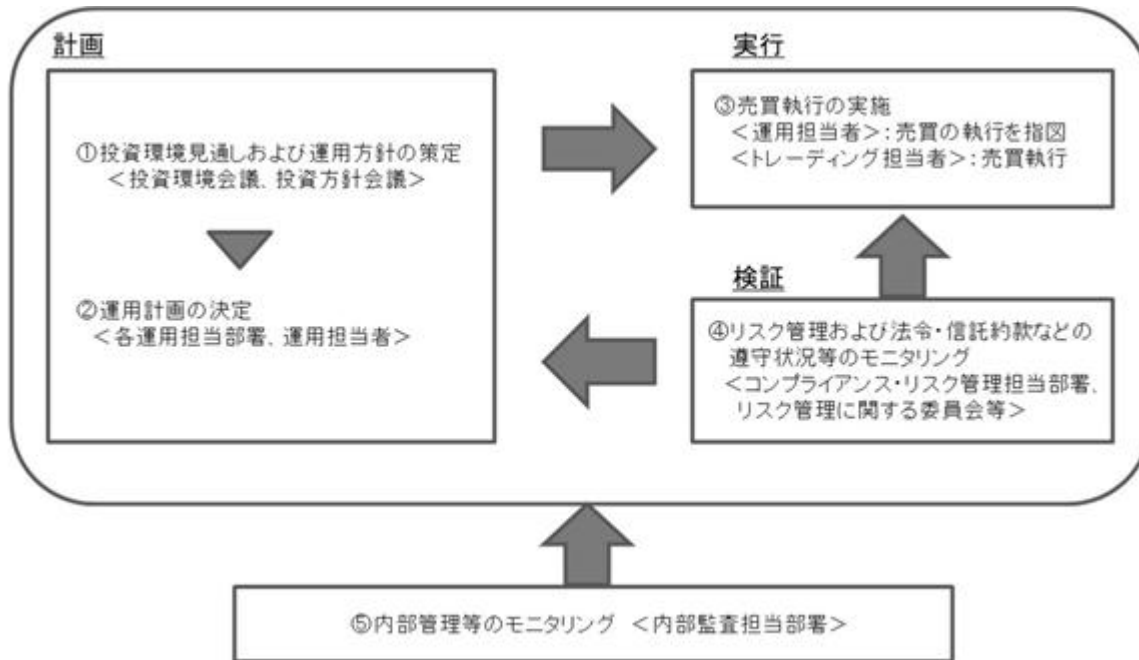 計画
①投資環境見通しおよび運用方針の策定
＜投資環境会議、投資方針会議＞
②運用計画の決定
＜各運用担当部署、運用担当者＞
実行
③売買執行の実施
＜運用担当者＞：売買の執行を指図
＜トレーディング担当者＞：売買執行
検証
④リスク管理および法令・信託約款などの
遵守状況等のモニタリング
＜コンプライアンス・リスク管理担当部署、
リスク管理に関する委員会等＞
⑤内部管理等のモニタリング ＜内部監査担当部署＞